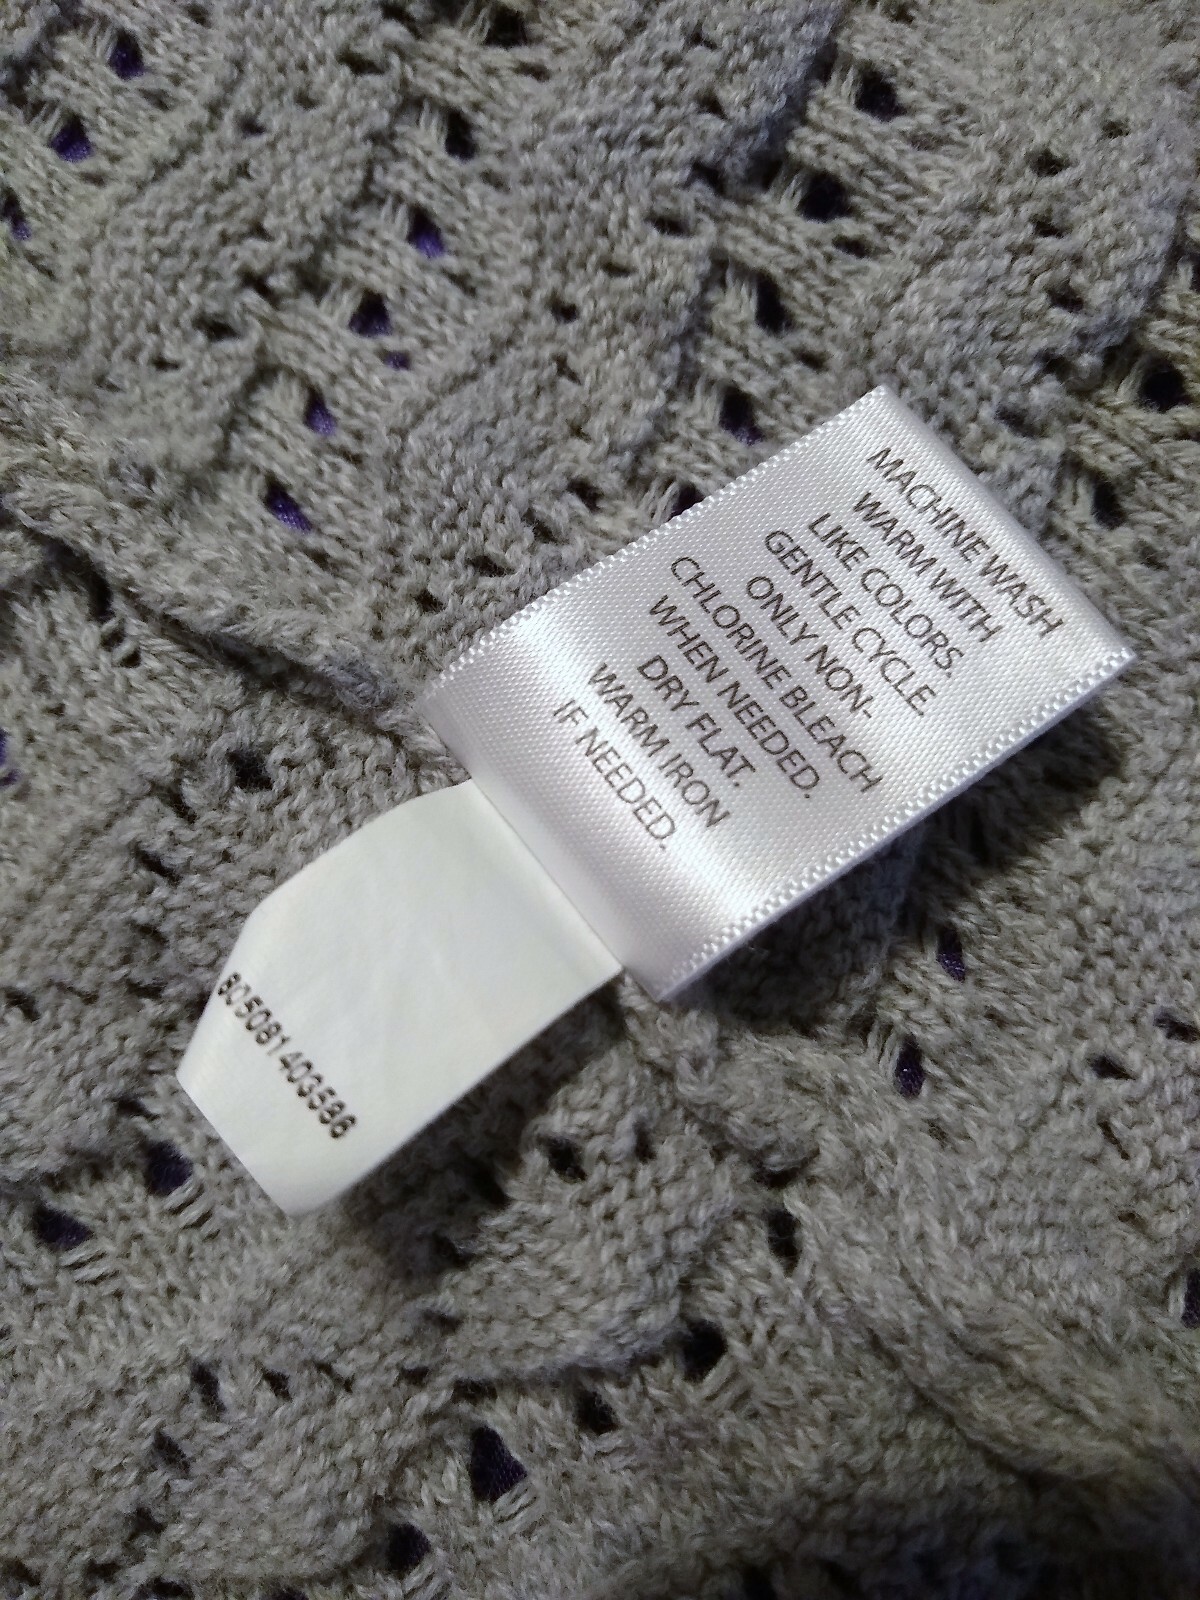 MACHINE WASH
WARM WITH
LIKE COLORS.
GENTLE CYCLE.
ONLY NON-
CHLORINE BLEACH
WHEN NEEDED.
DRY FLAT.
WARM IRON
IF NEEDED.
605081403586